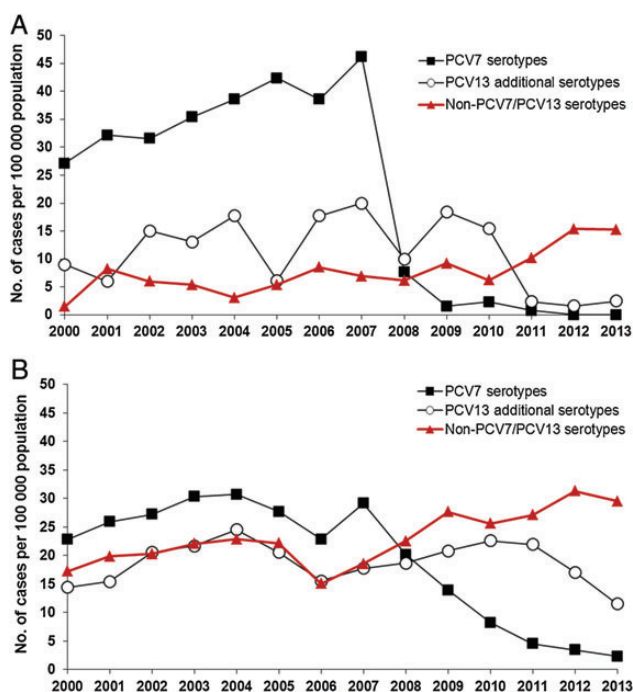 A
No. of cases per 100 000 population
50
45
40
35
30
25
20
15
10
5
0
PCV7 serotypes
PCV13 additional serotypes
Non-PCV7/PCV13 serotypes
2000 2001 2002 2003 2004 2005 2006 2007 2008 2009 2010 2011 2012 2013
B
No. of cases per 100 000 population
50
45
40
35
30
25
20
15
10
5
0
PCV7 serotypes
PCV13 additional serotypes
Non-PCV7/PCV13 serotypes
2000 2001 2002 2003 2004 2005 2006 2007 2008 2009 2010 2011 2012 2013